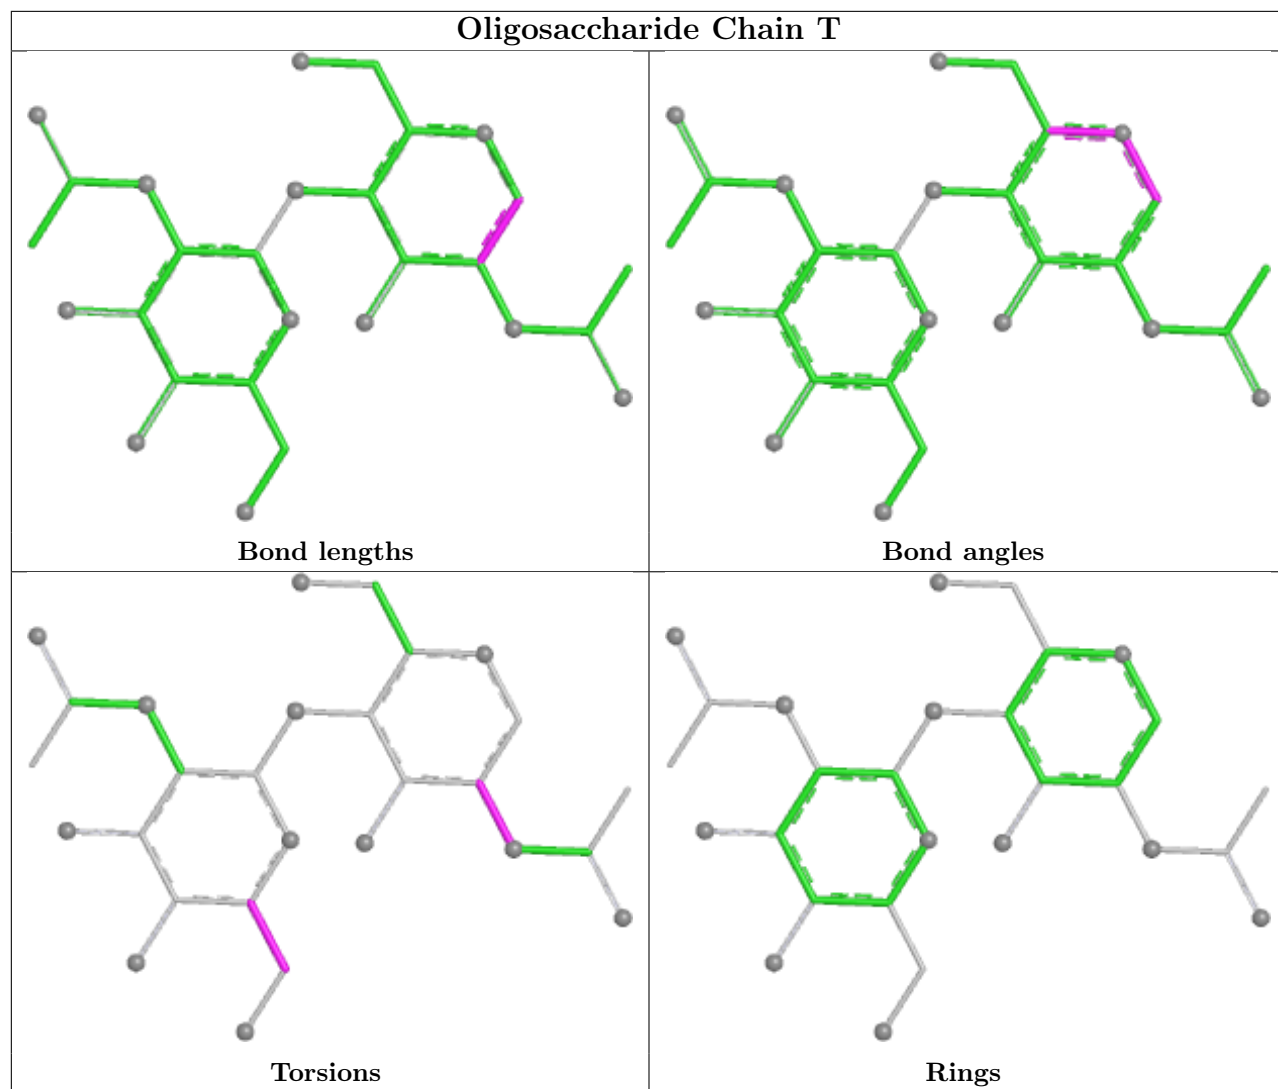 Oligosaccharide Chain T
Bond lengths
Bond angles
Torsions
Rings